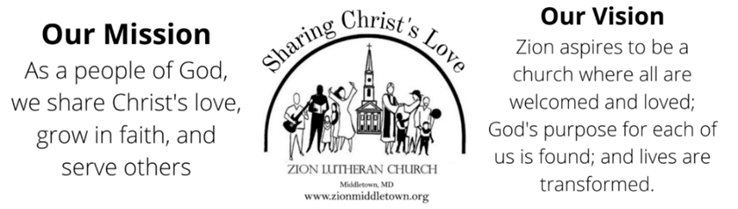 Our Mission
As a people of God,
we share Christ's love,
grow in faith, and
serve others
Sharing Christ's Love
ZION LUTHERAN CHURCH
Middletown, MD
www.zionmiddletown.org
Our Vision
Zion aspires to be a
church where all are
welcomed and loved;
God's purpose for each of
us is found; and lives are
transformed.